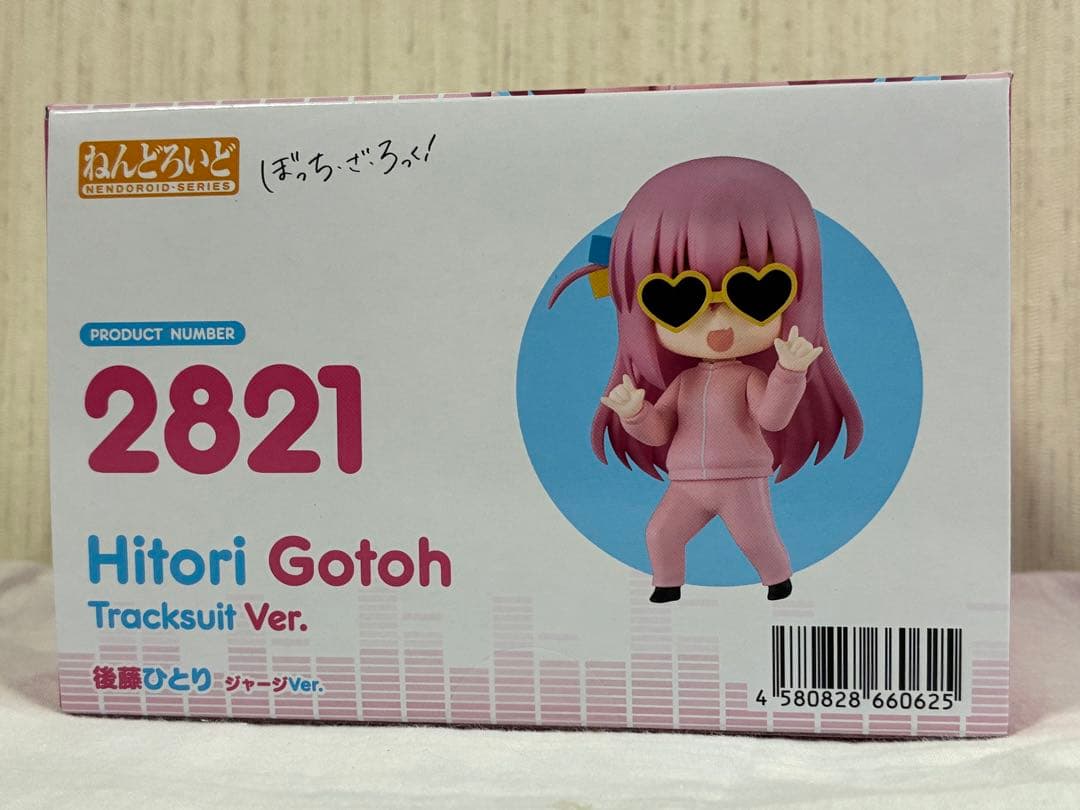 ねんどろいど
NENDOROID-SERIES
ぼっち・ざ・ろっく!
PRODUCT NUMBER
2821
Hitori Gotoh
Tracksuit Ver.
後藤ひとり ジャージVer.
4 580828 660625